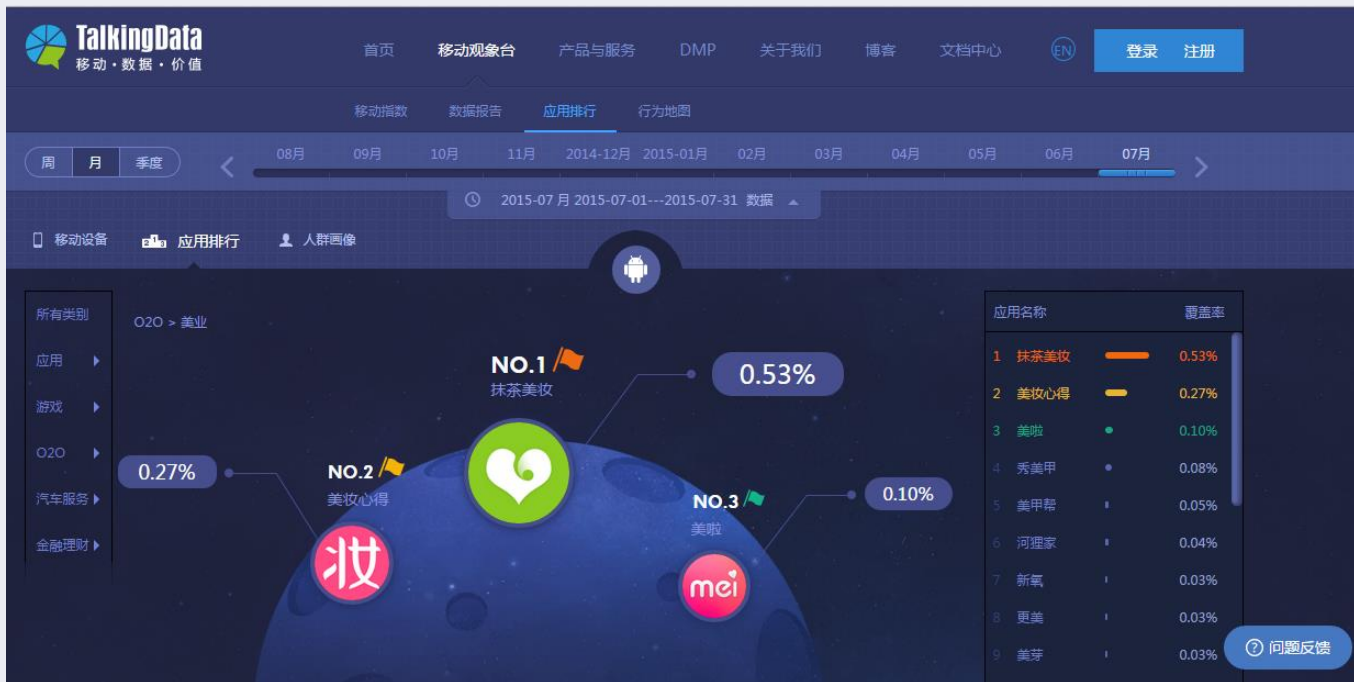 TalkingData
移动·数据·价值
首页 移动观象台 产品与服务 DMP 关于我们 博客 文档中心 EN 登录 注册
移动指数 数据报告 应用排行 行为地图
周 月 季度 08月 09月 10月 11月 2014-12月 2015-01月 02月 03月 04月 05月 06月 07月
2015-07 月 2015-07-01---2015-07-31 数据
移动设备 应用排行 人群画像
所有类别
应用
游戏
O2O
汽车服务
金融理财
O2O > 美业
NO.1
抹茶美妆
0.53%
NO.2
美妆心得
0.27%
NO.3
美啦
0.10%
妆
mei
应用名称 覆盖率
1 抹茶美妆 0.53%
2 美妆心得 0.27%
3 美啦 0.10%
4 秀美甲 0.08%
5 美甲帮 0.05%
6 河狸家 0.04%
7 新氧 0.03%
8 更美 0.03%
9 美芽 0.03%
问题反馈